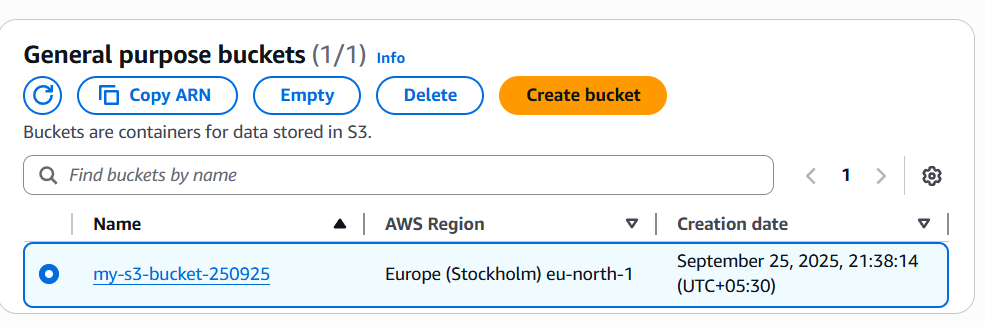 General purpose buckets (1/1) Info
Copy ARN Empty Delete Create bucket
Buckets are containers for data stored in S3.
Find buckets by name 1
Name AWS Region Creation date
my-s3-bucket-250925 Europe (Stockholm) eu-north-1 September 25, 2025, 21:38:14
(UTC+05:30)